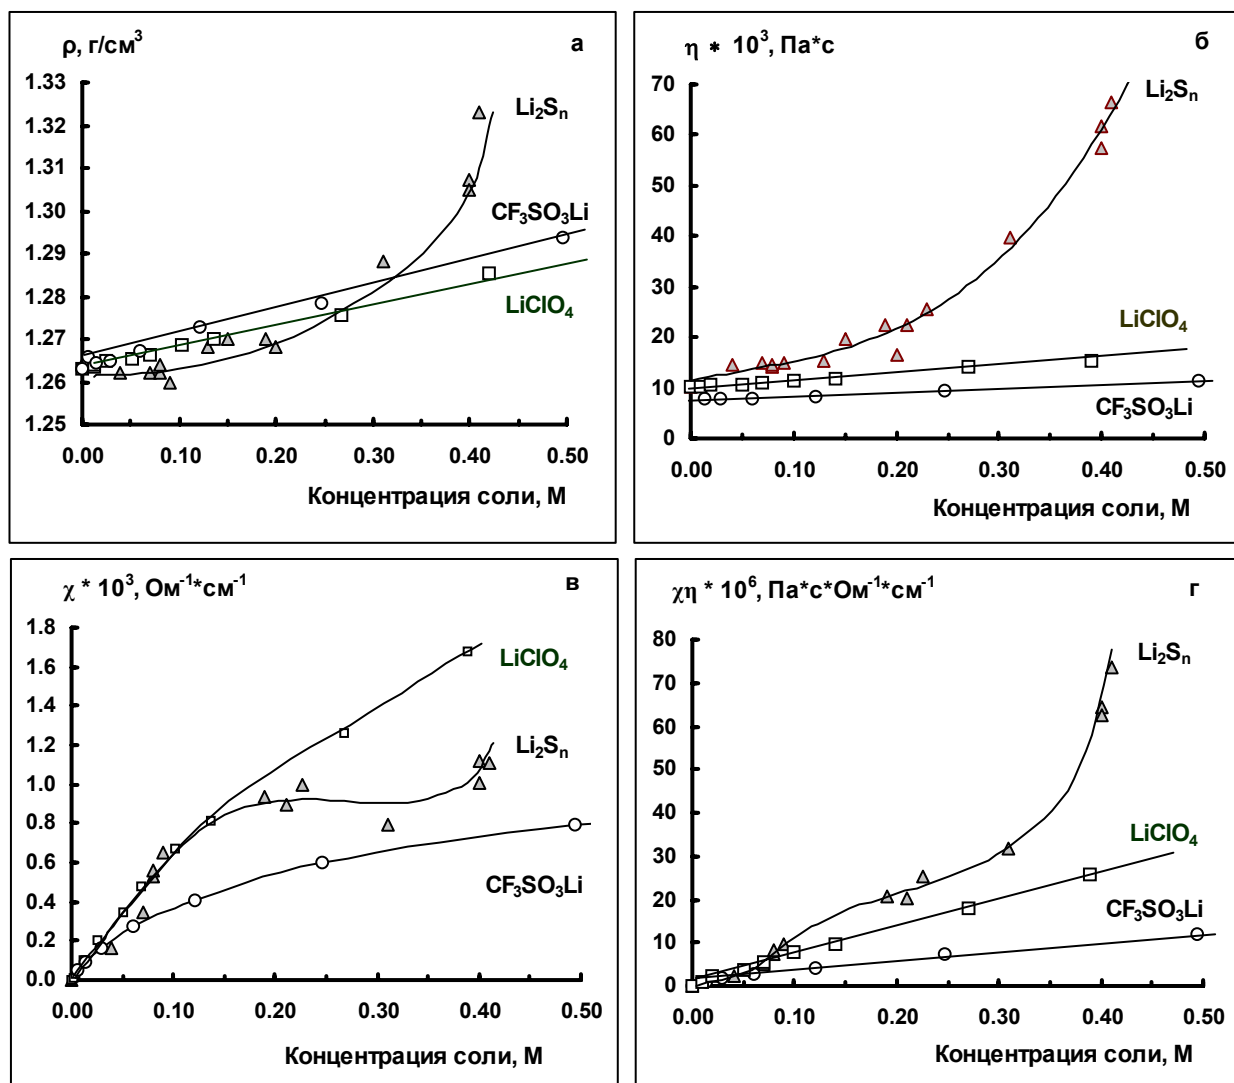 ρ, г/см³
а
1.33
1.32
1.31
1.30
1.29
1.28
1.27
1.26
1.25
Li₂Sₙ
CF₃SO₃Li
LiClO₄
0.00 0.10 0.20 0.30 0.40 0.50
Концентрация соли, М
η * 10³, Па*с
б
70
60
50
40
30
20
10
0
Li₂Sₙ
LiClO₄
CF₃SO₃Li
0.00 0.10 0.20 0.30 0.40 0.50
Концентрация соли, М
χ * 10³, Ом⁻¹*см⁻¹
в
1.8
1.6
1.4
1.2
1.0
0.8
0.6
0.4
0.2
0.0
LiClO₄
Li₂Sₙ
CF₃SO₃Li
0.00 0.10 0.20 0.30 0.40 0.50
Концентрация соли, М
χη * 10⁶, Па*с*Ом⁻¹*см⁻¹
г
80
70
60
50
40
30
20
10
0
Li₂Sₙ
LiClO₄
CF₃SO₃Li
0.00 0.10 0.20 0.30 0.40 0.50
Концентрация соли, М